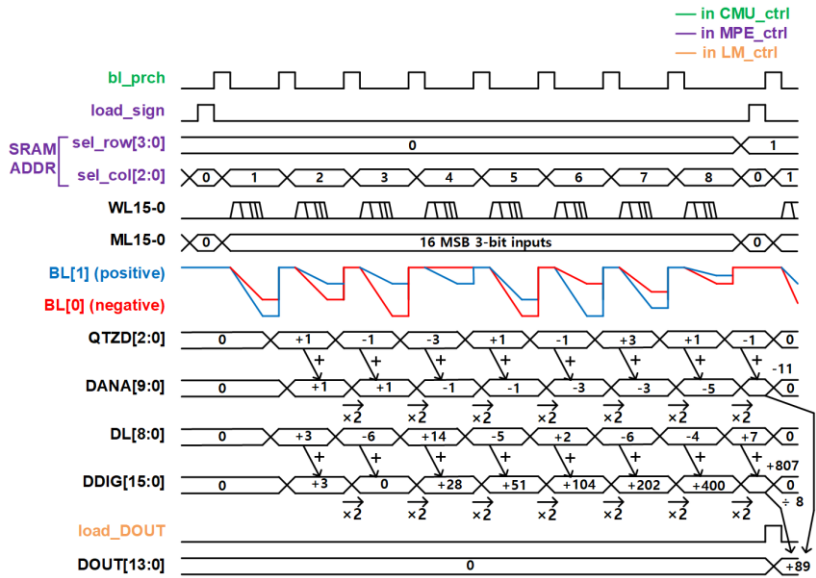 in CMU_ctrl
in MPE_ctrl
in LM_ctrl
bl_prch
load_sign
SRAM ADDR
sel_row[3:0] 0 1
sel_col[2:0] 0 1 2 3 4 5 6 7 8 0 1
WL15-0
ML15-0 0 16 MSB 3-bit inputs 0
BL[1] (positive)
BL[0] (negative)
QTZD[2:0] 0 +1 -1 -3 +1 -1 +3 +1 -1 0
+ + + + + + + +
-11
DANA[9:0] 0 +1 +1 -1 -1 -3 -3 -5 0
×2 ×2 ×2 ×2 ×2 ×2 ×2
DL[8:0] 0 +3 -6 +14 -5 +2 -6 -4 +7 0
+ + + + + + + +
+807
DDIG[15:0] 0 +3 0 +28 +51 +104 +202 +400 0
÷ 8
×2 ×2 ×2 ×2 ×2 ×2 ×2
load_DOUT
DOUT[13:0] 0 +89